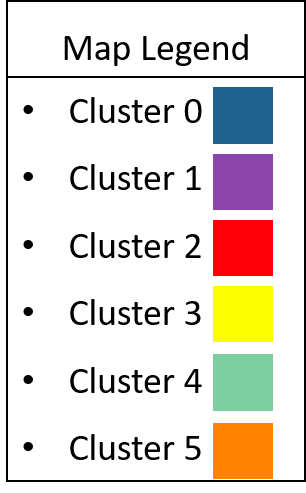 Map Legend
• Cluster 0
• Cluster 1
• Cluster 2
• Cluster 3
• Cluster 4
• Cluster 5